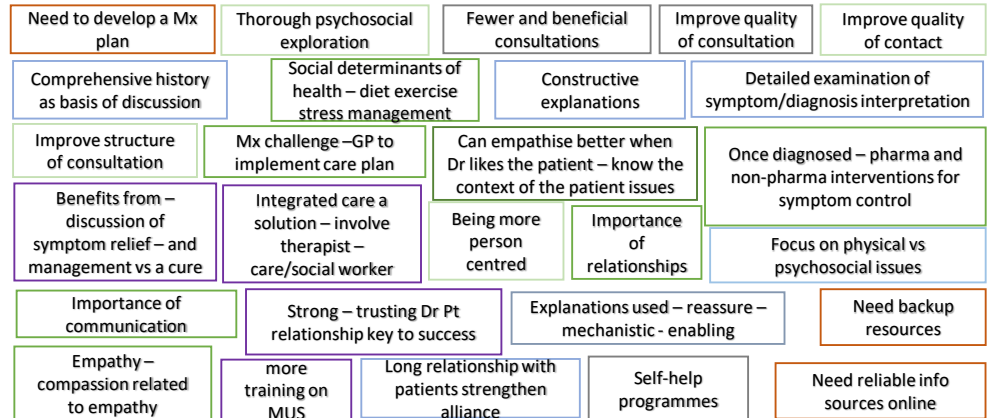 Need to develop a Mx
plan
Thorough psychosocial
exploration
Fewer and beneficial
consultations
Improve quality
of consultation
Improve quality
of contact
Comprehensive history
as basis of discussion
Social determinants of
health – diet exercise
stress management
Constructive
explanations
Detailed examination of
symptom/diagnosis interpretation
Improve structure
of consultation
Mx challenge –GP to
implement care plan
Can empathise better when
Dr likes the patient – know the
context of the patient issues
Once diagnosed – pharma and
non-pharma interventions for
symptom control
Benefits from –
discussion of
symptom relief – and
management vs a cure
Integrated care a
solution – involve
therapist –
care/social worker
Being more
person
centred
Importance
of
relationships
Focus on physical vs
psychosocial issues
Importance of
communication
Strong – trusting Dr Pt
relationship key to success
Explanations used – reassure –
mechanistic - enabling
Need backup
resources
Empathy –
compassion related
to empathy
more
training on
MUS
Long relationship with
patients strengthen
alliance
Self-help
programmes
Need reliable info
sources online